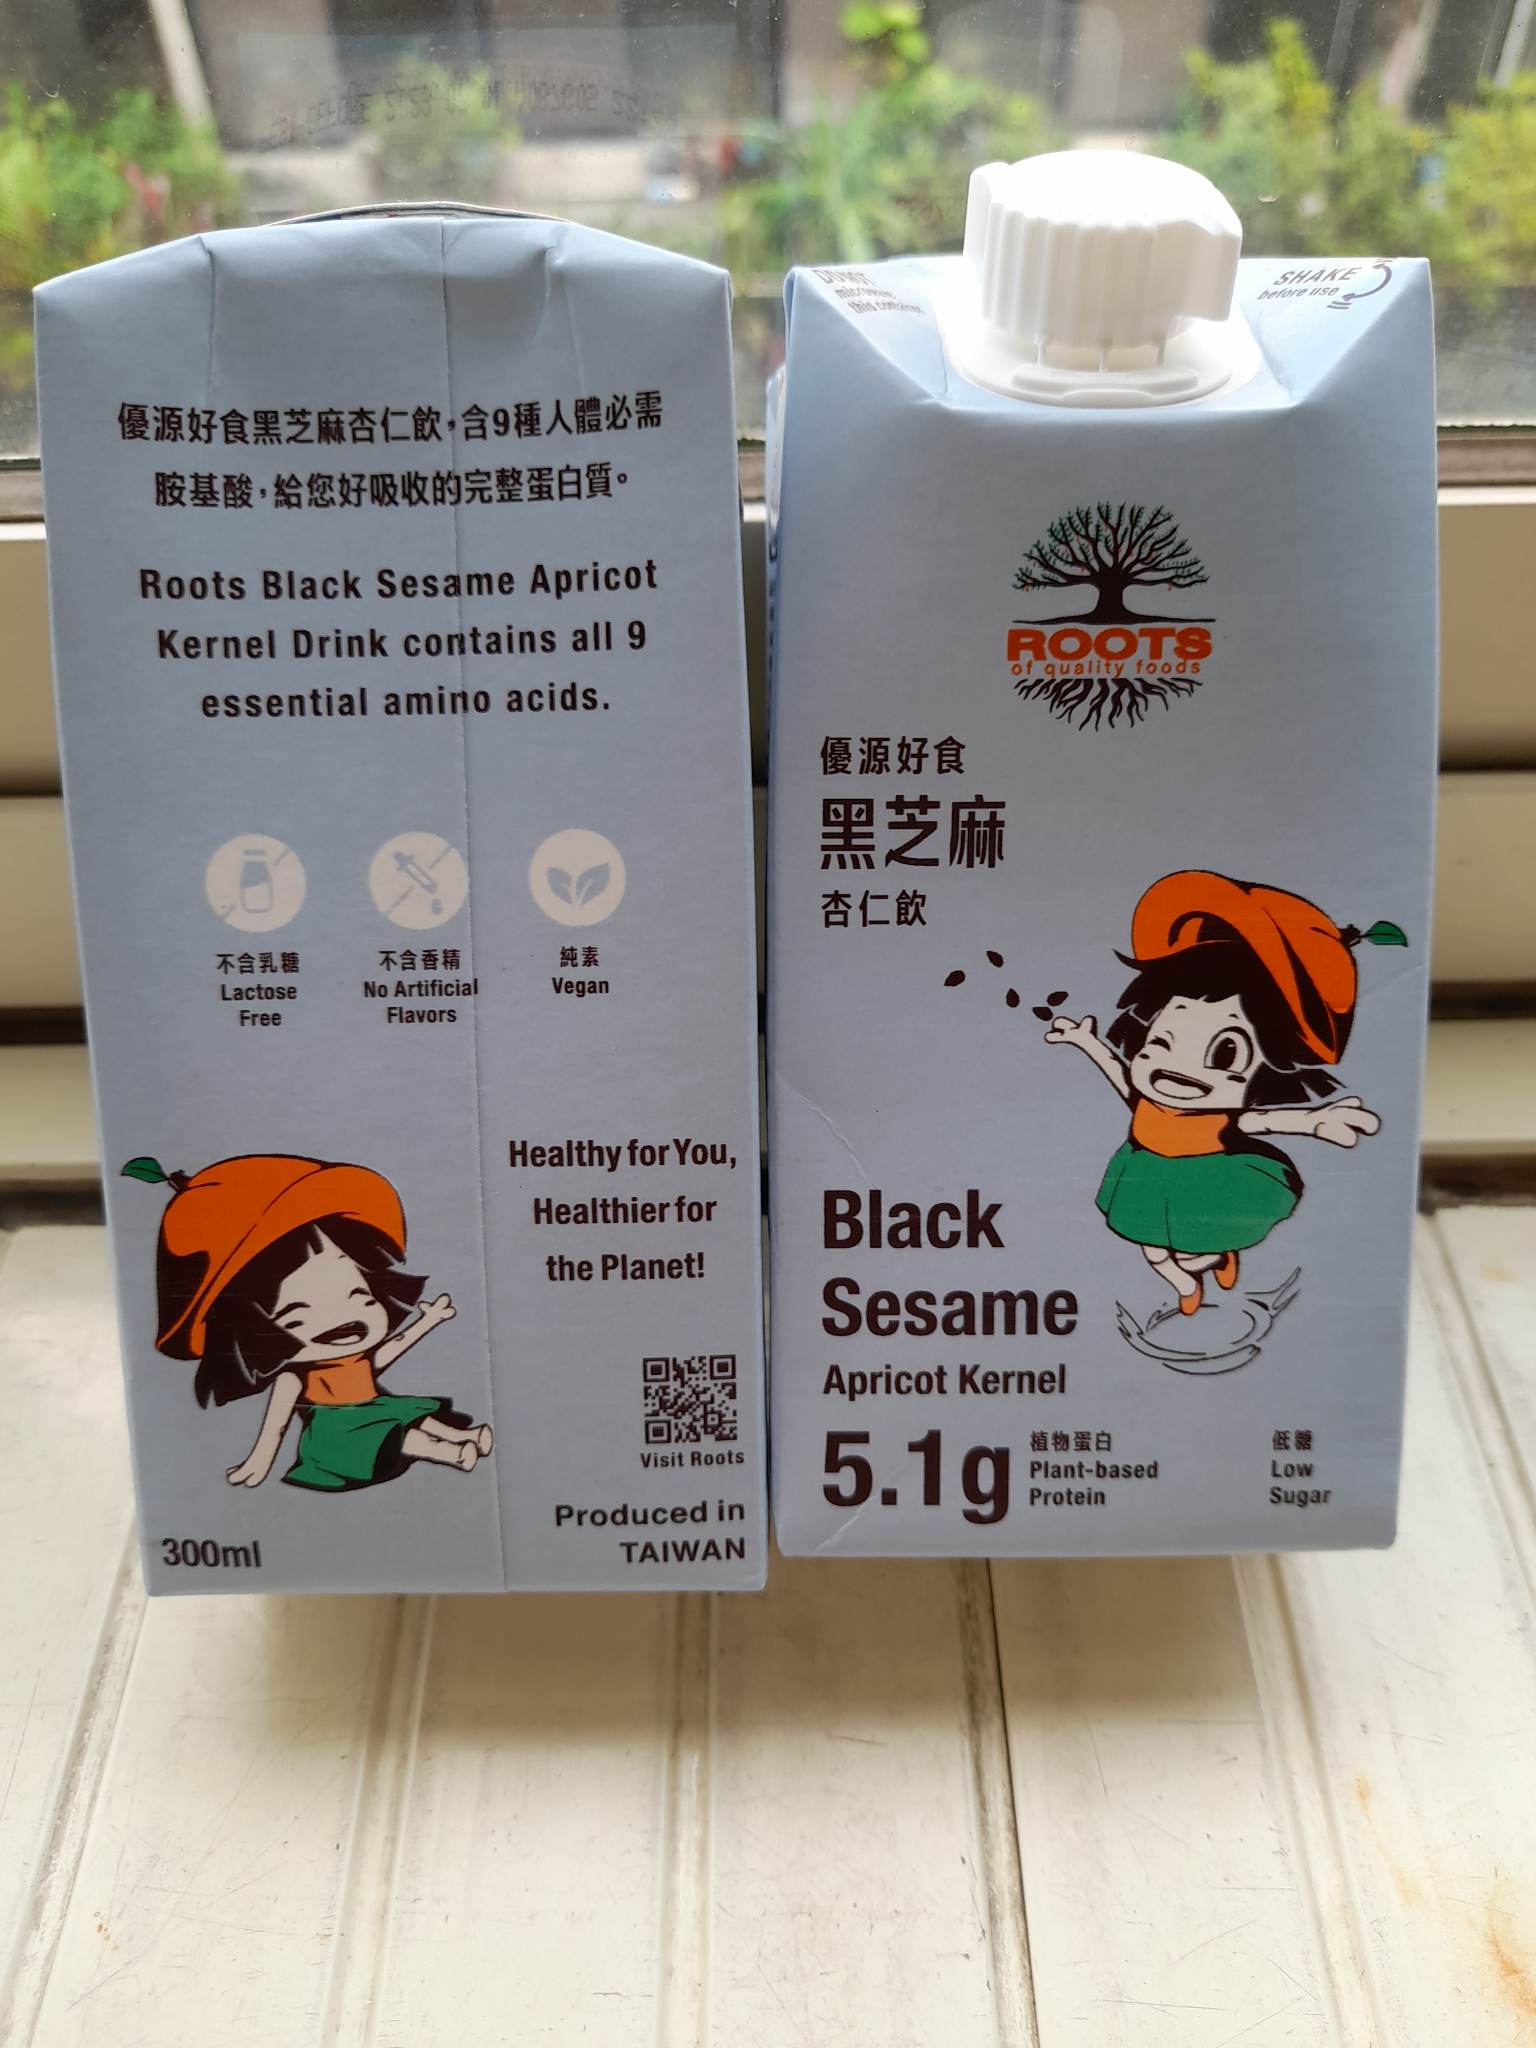 優源好食黑芝麻杏仁飲，含9種人體必需
胺基酸，給您好吸收的完整蛋白質。
Roots Black Sesame Apricot
Kernel Drink contains all 9
essential amino acids.
不含乳糖
Lactose
Free
不含香精
No Artificial
Flavors
純素
Vegan
Healthy for You,
Healthier for
the Planet!
Visit Roots
Produced in
TAIWAN
300ml
DO NOT
microwave
this container
SHAKE
before use
ROOTS
of quality foods
優源好食
黑芝麻
杏仁飲
Black
Sesame
Apricot Kernel
5.1g
植物蛋白
Plant-based
Protein
低糖
Low
Sugar